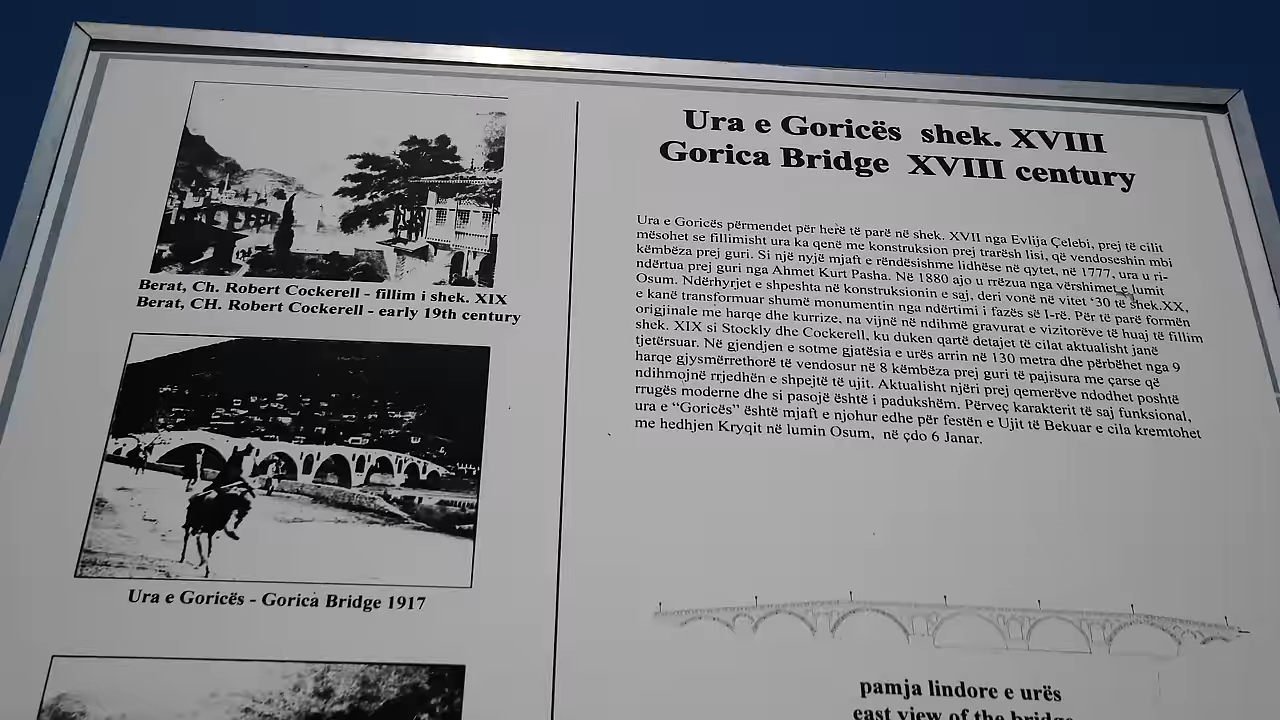 Berat, Ch. Robert Cockerell - fillim i shek. XIX
Berat, CH. Robert Cockerell - early 19th century
Ura e Goricës - Gorica Bridge 1917
Ura e Goricës shek. XVIII
Gorica Bridge XVIII century
Ura e Goricës përmendet për herë të parë në shek. XVII nga Evlija Çelebi, prej të cilit
mësohet se fillimisht ura ka qenë me konstruksion prej trarësh lisi, që vendoseshin mbi
këmbëza prej guri. Si një nyjë mjaft e rëndësishme lidhëse në qytet, në 1777, ura u ri-
ndërtua prej guri nga Ahmet Kurt Pasha. Në 1880 ajo u rrëzua nga vërshimet e lumit
Osum. Ndërhyrjet e shpeshta në konstruksionin e saj, deri vonë në vitet ‘30 të shek.XX,
e kanë transformuar shumë monumentin nga ndërtimi i fazës së I-rë. Për të parë formën
origjinale me harqe dhe kurrize, na vijnë në ndihmë gravurat e vizitorëve të huaj të fillim
shek. XIX si Stockly dhe Cockerell, ku duken qartë detajet të cilat aktualisht janë
tjetërsuar. Në gjendjen e sotme gjatësia e urës arrin në 130 metra dhe përbëhet nga 9
harqe gjysmërrethorë të vendosur në 8 këmbëza prej guri të pajisura me çarse që
ndihmojnë rrjedhën e shpejtë të ujit. Aktualisht njëri prej qemerëve ndodhet poshtë
rrugës moderne dhe si pasojë është i padukshëm. Përveç karakterit të saj funksional,
ura e “Goricës” është mjaft e njohur edhe për festën e Ujit të Bekuar e cila kremtohet
me hedhjen Kryqit në lumin Osum, në çdo 6 Janar.
pamja lindore e urës
east view of the bridge